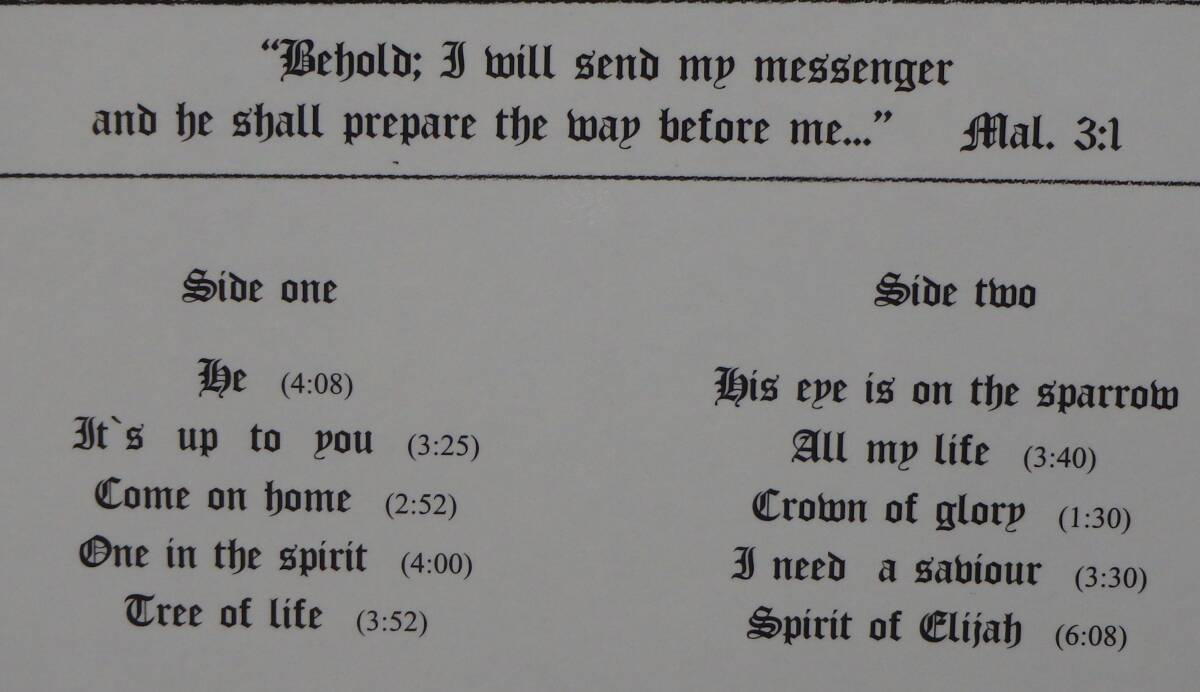 “Behold; I will send my messenger
and he shall prepare the way before me...”   Mal. 3:1
Side one
He (4:08)
It`s up to you (3:25)
Come on home (2:52)
One in the spirit (4:00)
Tree of life (3:52)
Side two
His eye is on the sparrow
All my life (3:40)
Crown of glory (1:30)
I need a saviour (3:30)
Spirit of Elijah (6:08)